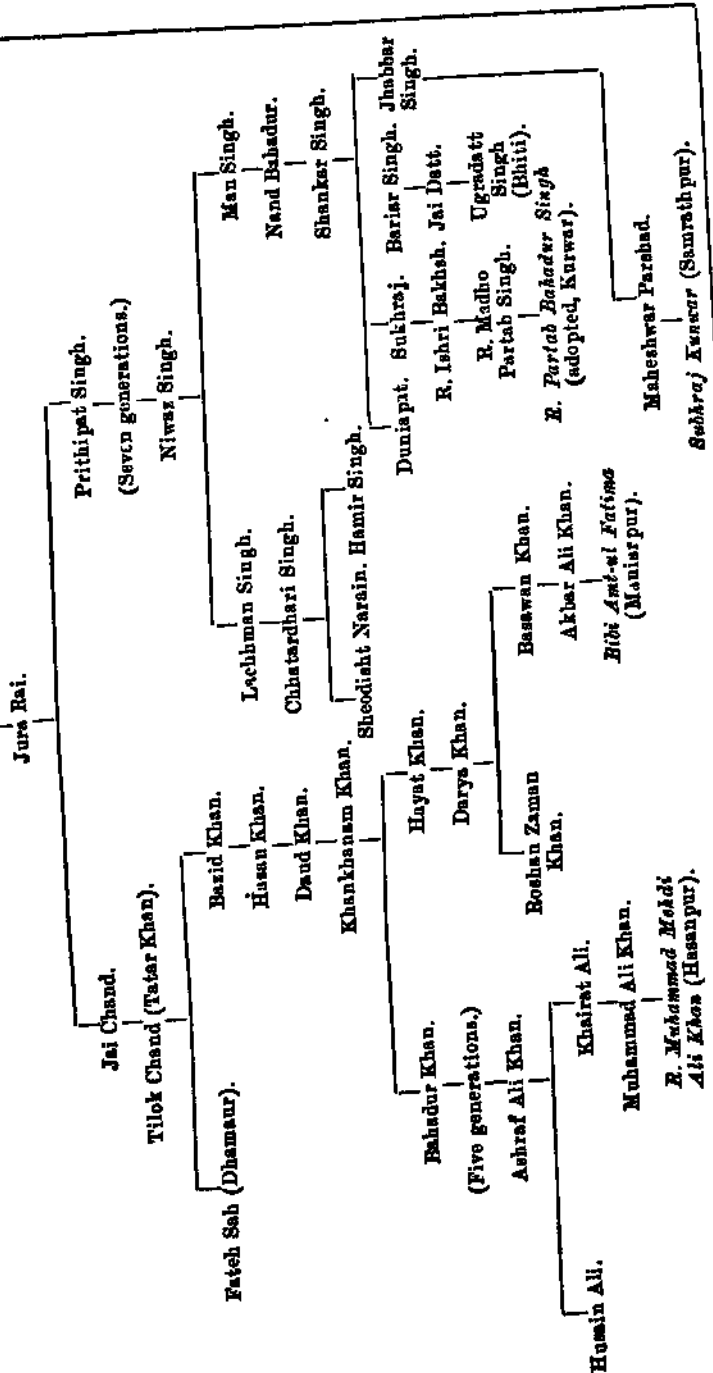 Jura Rai.
Jai Chand.
Prithipat Singh.
Tilok Chand (Tatar Khan).
(Seven generations.)
Niwaz Singh.
Fateh Sah (Dhamaur).
Bazid Khan.
Lachhman Singh.
Man Singh.
Hasan Khan.
Chhatardhari Singh.
Nand Bahadur.
Daud Khan.
Shankar Singh.
Khankhanam Khan.
Sheodisht Narain. Hamir Singh.
Duniapat. Sukhraj. Bariar Singh. Jhabbar
Singh.
Bahadur Khan.
Hayat Khan.
R. Ishri Bakhsh. Jai Datt.
(Five generations.)
Darya Khan.
R. Madho
Partab Singh.
Ugradatt
Singh
(Bhiti).
Ashraf Ali Khan.
R. Partab Bahadur Singh
(adopted, Kurwar).
Roshan Zaman
Khan.
Basawan Khan.
Husain Ali.
Khairat Ali.
Akbar Ali Khan.
Maheshwar Parshad.
Muhammad Ali Khan.
Bibi Amt-ul Fatima
(Maniarpur).
Subhraj Kunwar (Samrathpur).
R. Muhammad Mehdi
Ali Khan (Hasanpur).